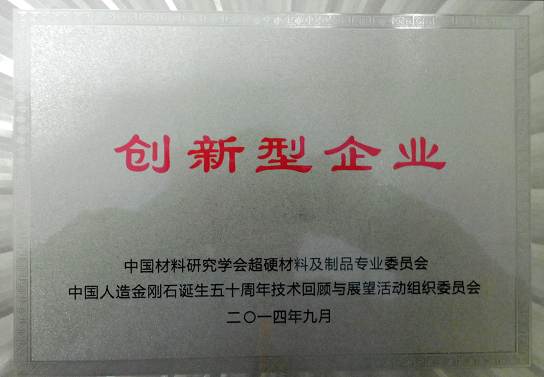 创新型企业
中国材料研究学会超硬材料及制品专业委员会
中国人造金刚石诞生五十周年技术回顾与展望活动组织委员会
二〇一四年九月